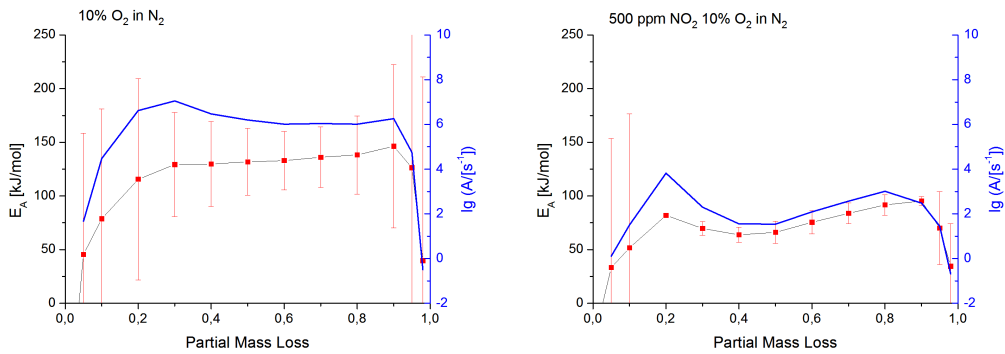 10% O₂ in N₂
250
200
150
100
50
0
E_A [kJ/mol]
10
8
6
4
2
0
-2
lg (A/[s⁻¹])
0,0 0,2 0,4 0,6 0,8 1,0
Partial Mass Loss
500 ppm NO₂ 10% O₂ in N₂
250
200
150
100
50
0
E_A [kJ/mol]
10
8
6
4
2
0
-2
lg (A/[s⁻¹])
0,0 0,2 0,4 0,6 0,8 1,0
Partial Mass Loss